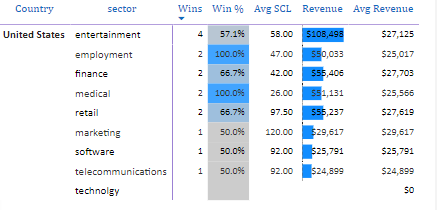 Country sector Wins Win % Avg SCL Revenue Avg Revenue
United States entertainment 4 57.1% 58.00 $108,498 $27,125
employment 2 100.0% 47.00 $50,033 $25,017
finance 2 66.7% 42.00 $55,406 $27,703
medical 2 100.0% 26.00 $51,131 $25,566
retail 2 66.7% 97.50 $55,237 $27,619
marketing 1 50.0% 120.00 $29,617 $29,617
software 1 50.0% 92.00 $25,791 $25,791
telecommunications 1 50.0% 92.00 $24,899 $24,899
technolgy $0